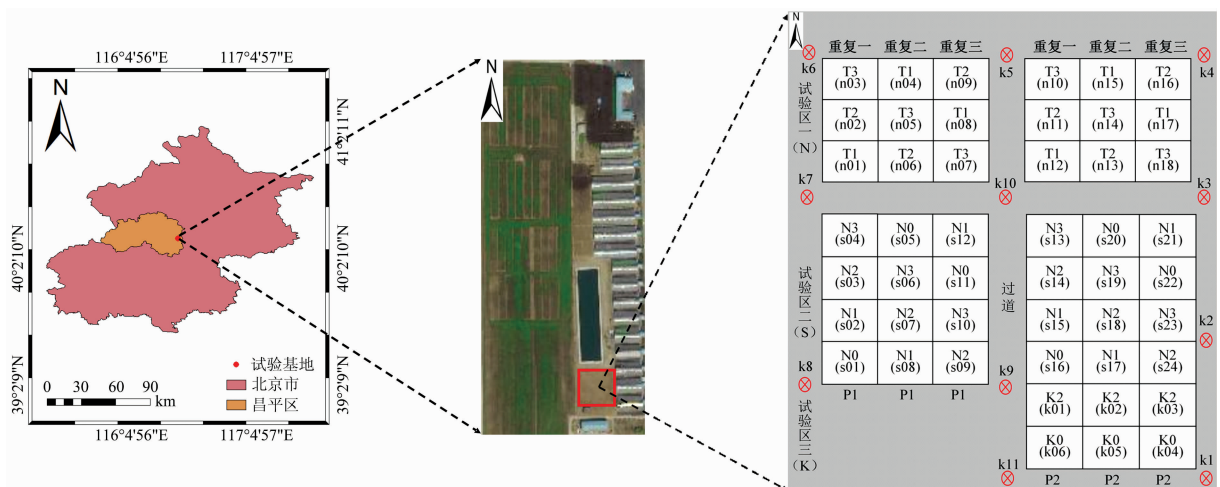 116°4′56″E 117°4′57″E
N
41°2′11″N
40°2′10″N
40°2′10″N
39°2′9″N
39°2′9″N
试验基地
北京市
昌平区
0 30 60 90
km
116°4′56″E 117°4′57″E
N
N
重复一 重复二 重复三 重复一 重复二 重复三
k6 k5 k4
T3 T1 T2 T3 T1 T2
(n03) (n04) (n09) (n10) (n15) (n16)
T2 T3 T1 T2 T3 T1
(n02) (n05) (n08) (n11) (n14) (n17)
T1 T2 T3 T1 T2 T3
(n01) (n06) (n07) (n12) (n13) (n18)
试验区一(N)
k7 k10 k3
N3 N0 N1 N3 N0 N1
(s04) (s05) (s12) (s13) (s20) (s21)
N2 N3 N0 N2 N3 N0
(s03) (s06) (s11) (s14) (s19) (s22)
N1 N2 N3 N1 N2 N3
(s02) (s07) (s10) (s15) (s18) (s23)
N0 N1 N2 N0 N1 N2
(s01) (s08) (s09) (s16) (s17) (s24)
试验区二(S)
过道
k2
k8 k9
P1 P1 P1
K2 K2 K2
(k01) (k02) (k03)
K0 K0 K0
(k06) (k05) (k04)
试验区三(K)
k11 k1
P2 P2 P2